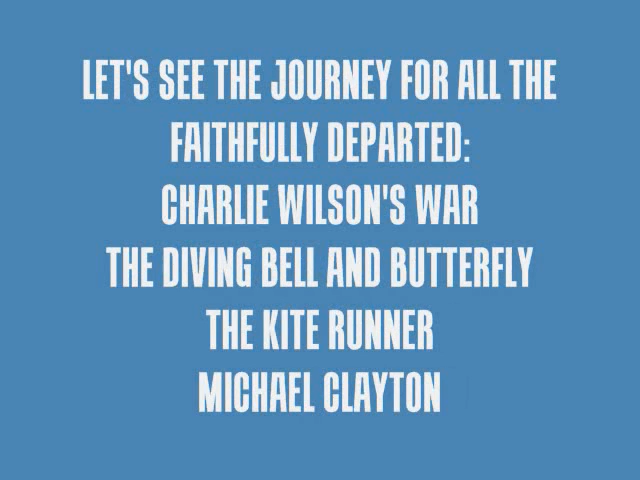 LET'S SEE THE JOURNEY FOR ALL THE
FAITHFULLY DEPARTED:
CHARLIE WILSON'S WAR
THE DIVING BELL AND BUTTERFLY
THE KITE RUNNER
MICHAEL CLAYTON